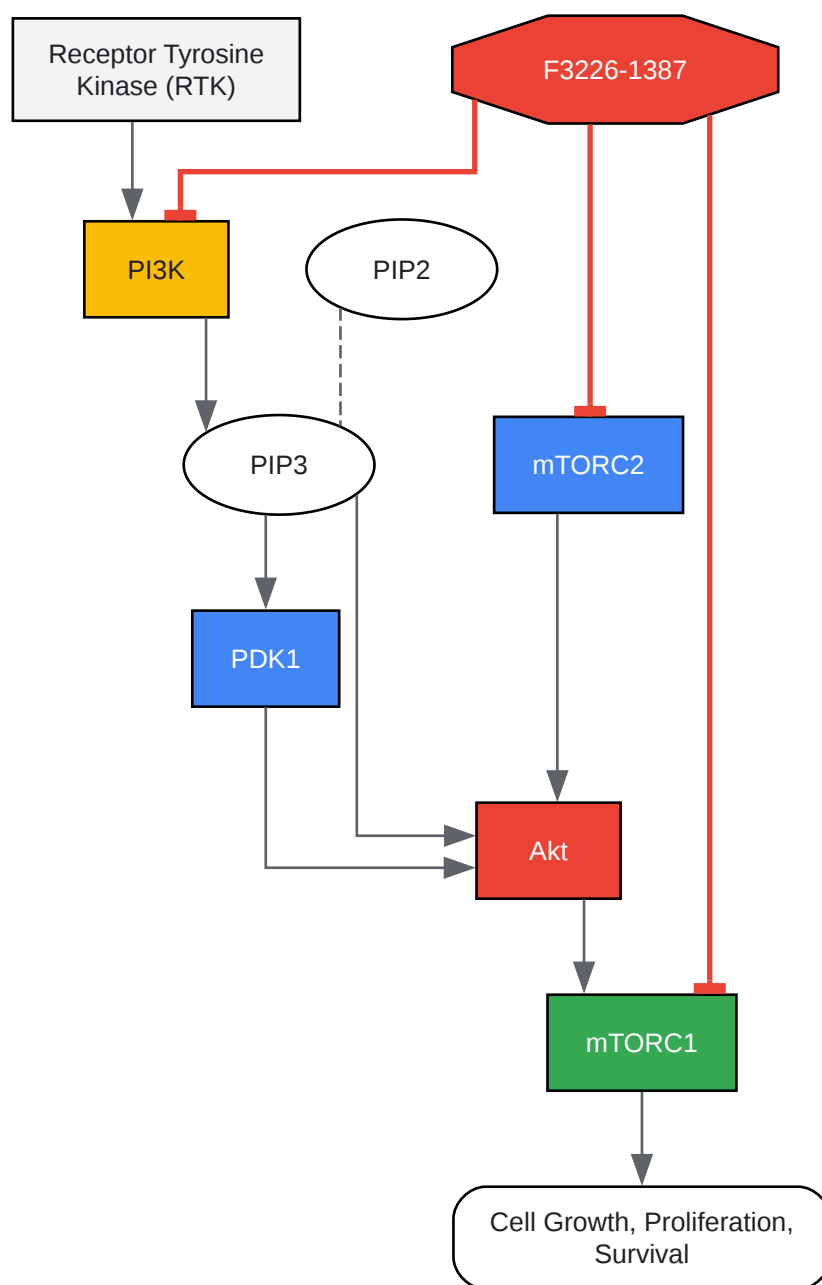 Receptor Tyrosine
Kinase (RTK)
F3226-1387
PI3K
PIP2
PIP3
mTORC2
PDK1
Akt
mTORC1
Cell Growth, Proliferation,
Survival